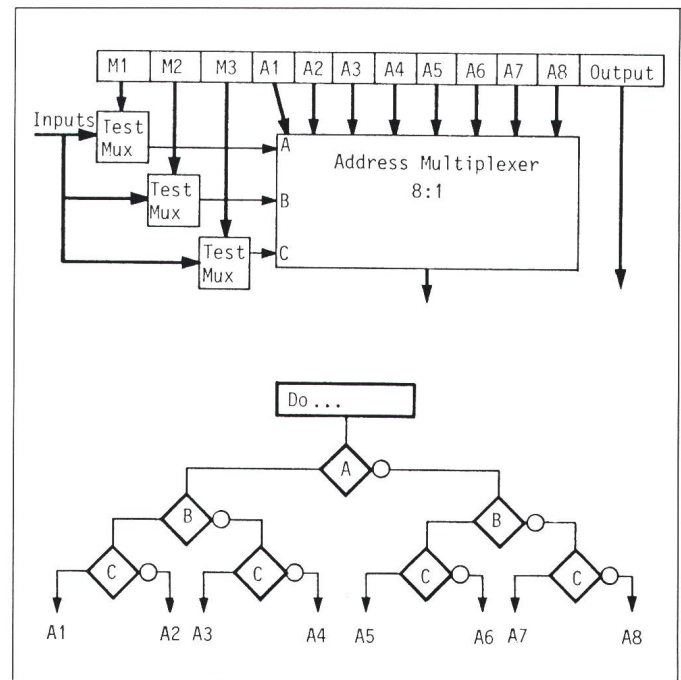 M1 M2 M3 A1 A2 A3 A4 A5 A6 A7 A8 Output
Inputs
Test
Mux
A
Address Multiplexer
8:1
Test
Mux
B
Test
Mux
C
Do ...
A
B B
C C C C
A1 A2 A3 A4 A5 A6 A7 A8